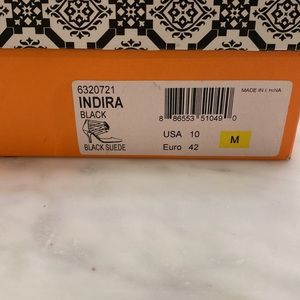 6320721
INDIRA
BLACK
BLACK SUEDE
MADE IN CHINA
8 86553 51049 0
USA 10
Euro 42
M